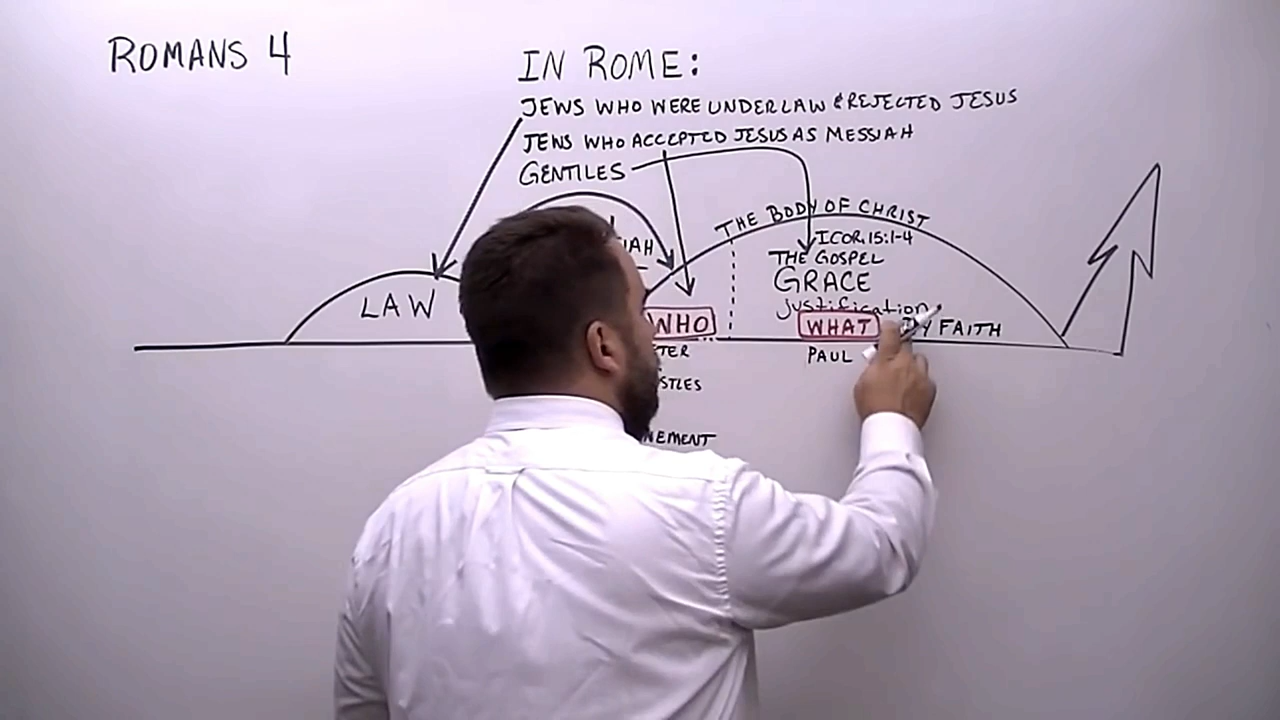 ROMANS 4
IN ROME:
JEWS WHO WERE UNDER LAW & REJECTED JESUS
JEWS WHO ACCEPTED JESUS AS MESSIAH
GENTILES
THE BODY OF CHRIST
I COR. 15:1-4
THE GOSPEL
GRACE
justification
LAW
WHO
WHAT
FAITH
PAUL